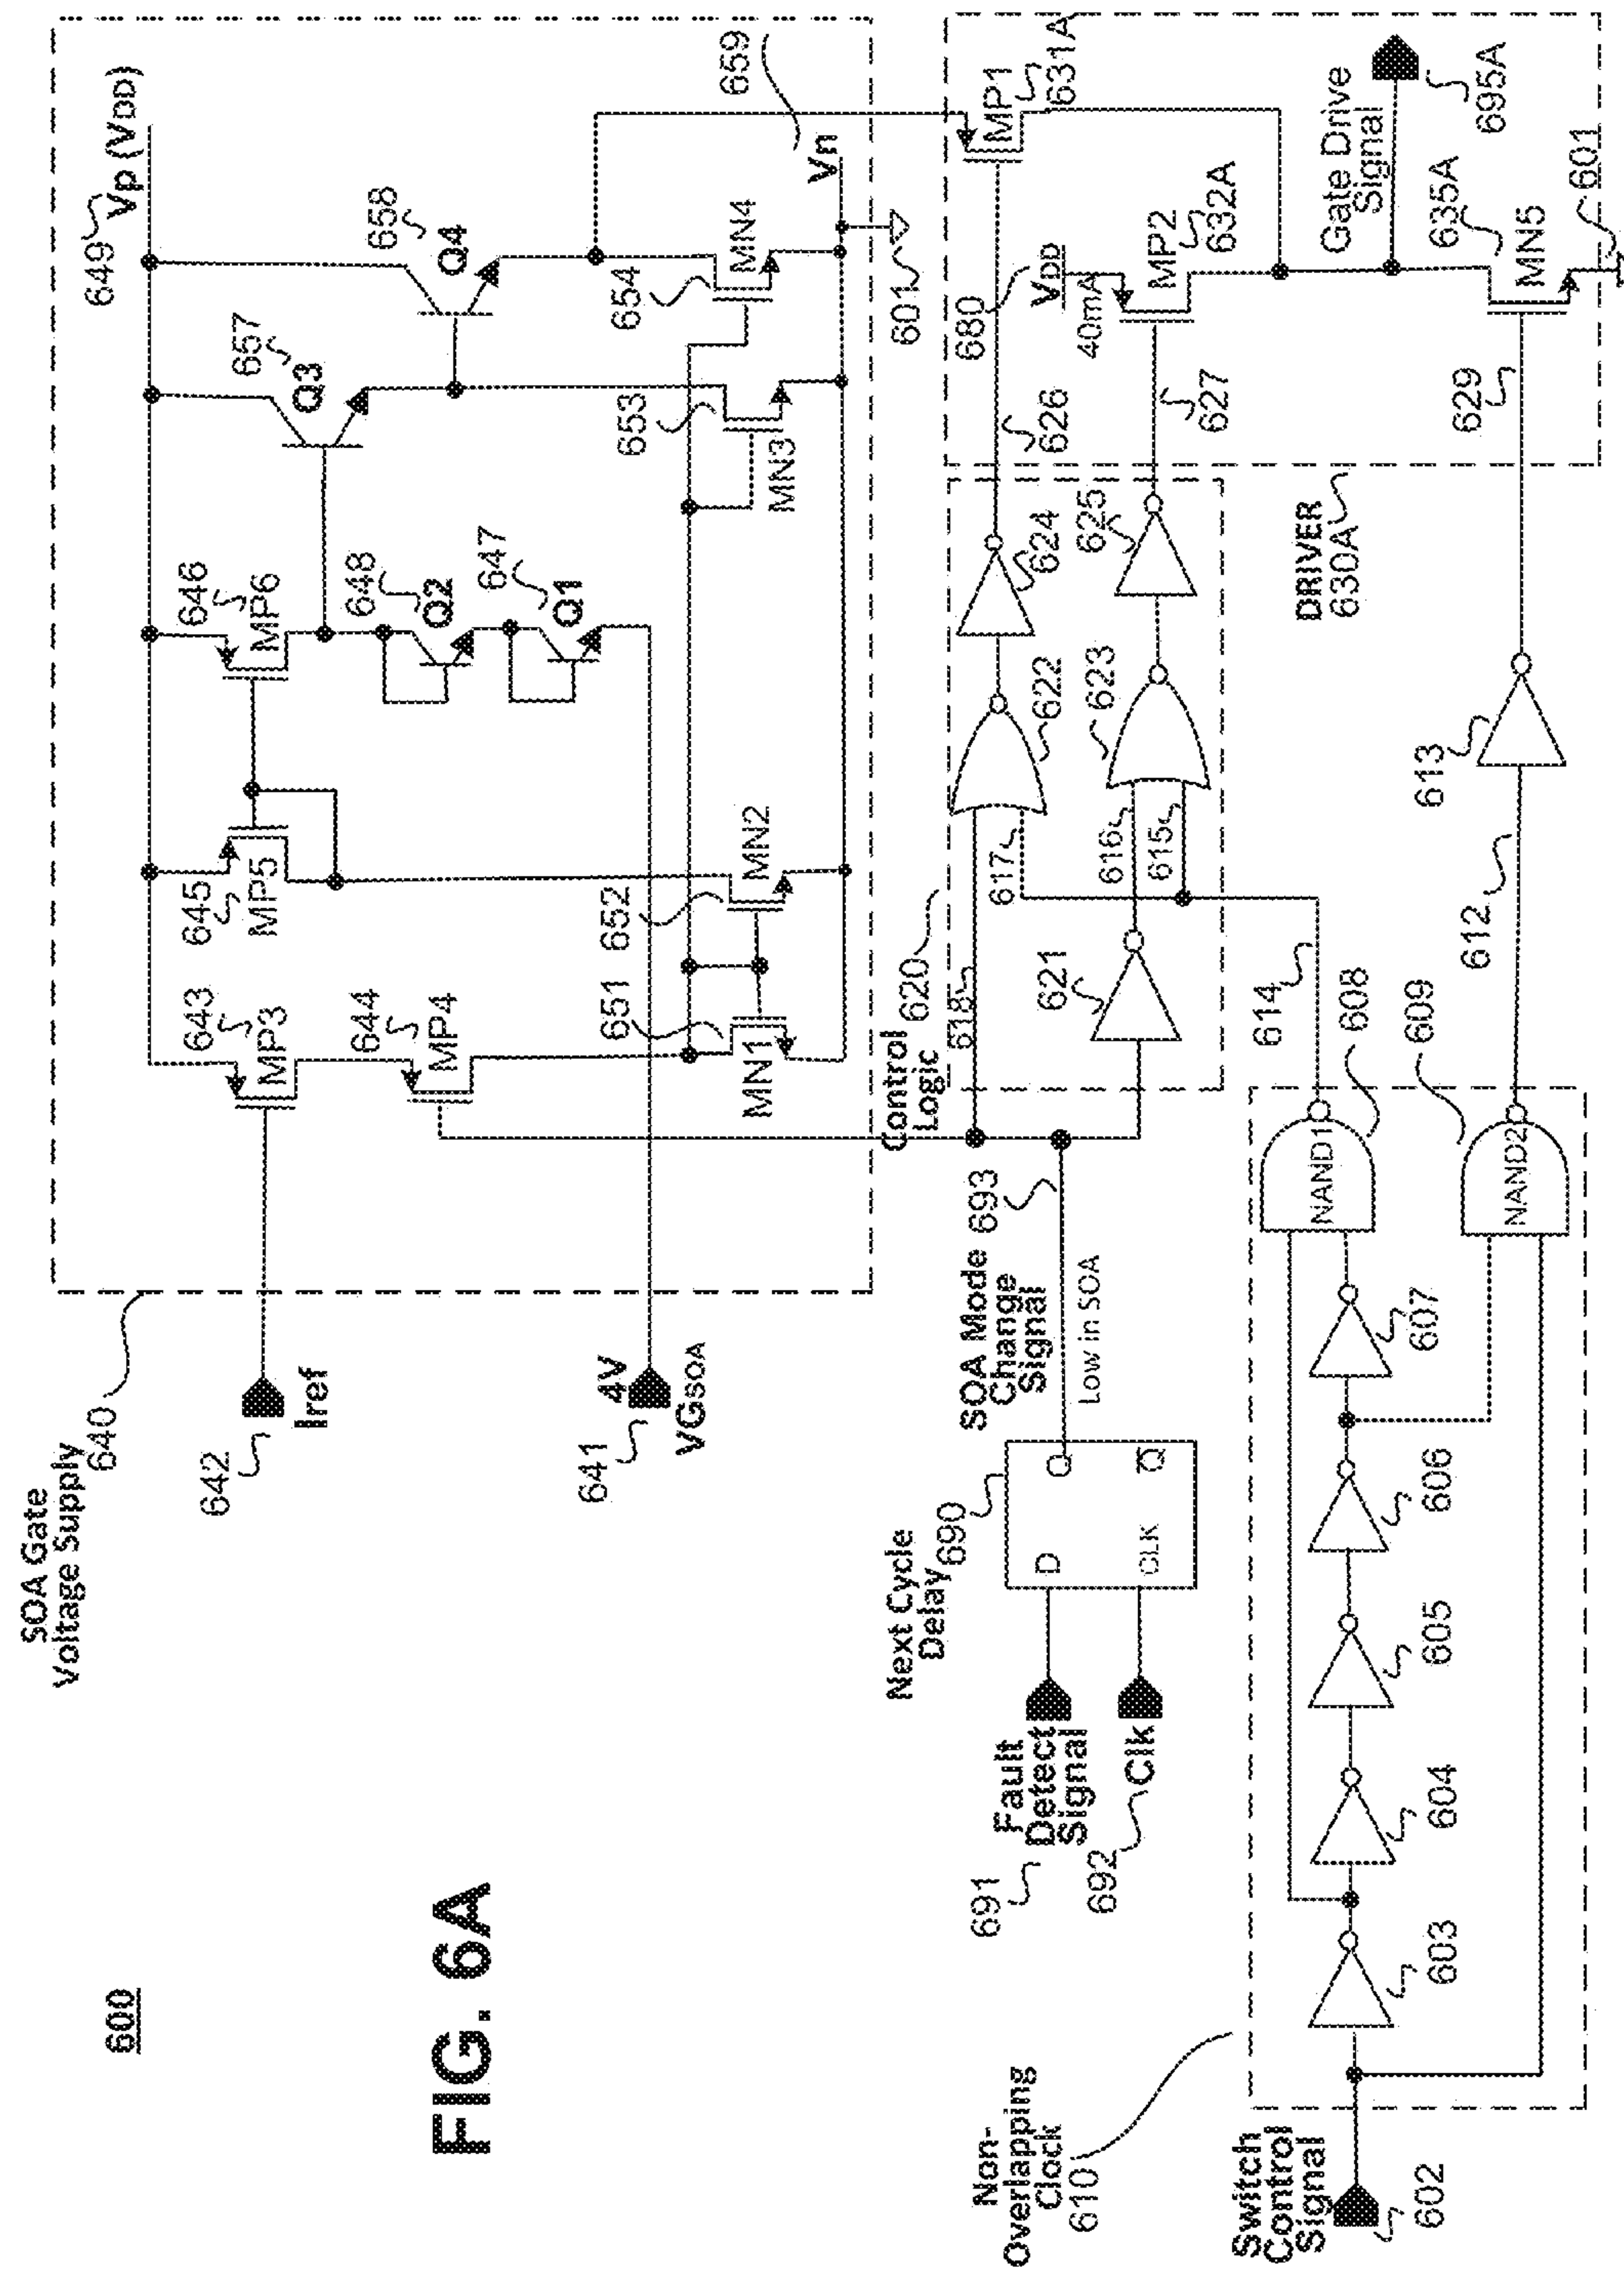 600
FIG. 6A
SOA Gate
Voltage Supply
640
649
Vp (VDD)
642
Iref
641
4V
VGSOA
643
MP3
644
MP4
645
MP5
646
MP6
648
Q2
647
Q1
657
Q3
658
Q4
651
MN1
652
MN2
653
MN3
654
MN4
659
Vn
601
Control
Logic
620
618
617
616
615
621
622
623
624
625
626
627
680
VDD
40mA
MP1
631A
MP2
632A
Gate Drive
Signal
695A
635A
MN5
601
629
DRIVER
630A
613
612
614
SOA Mode
Change
Signal
693
Low in SOA
Next Cycle
Delay
690
D
Q
CLK
Q
Fault
Detect
Signal
691
Clk
692
Non-
Overlapping
Clock
610
Switch
Control
Signal
602
603
604
605
606
607
NAND1
608
NAND2
609